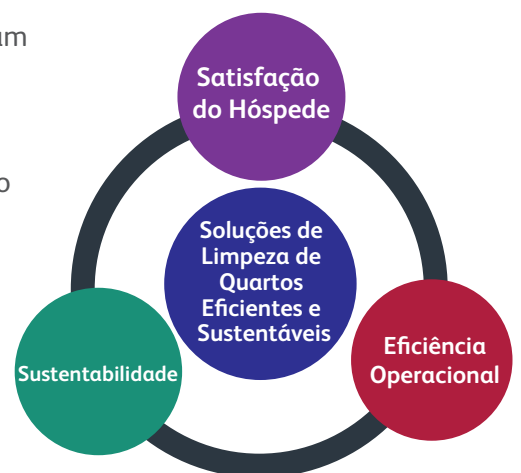 Satisfação
do Hóspede
Soluções de
Limpeza de
Quartos
Eficientes e
Sustentáveis
Sustentabilidade
Eficiência
Operacional